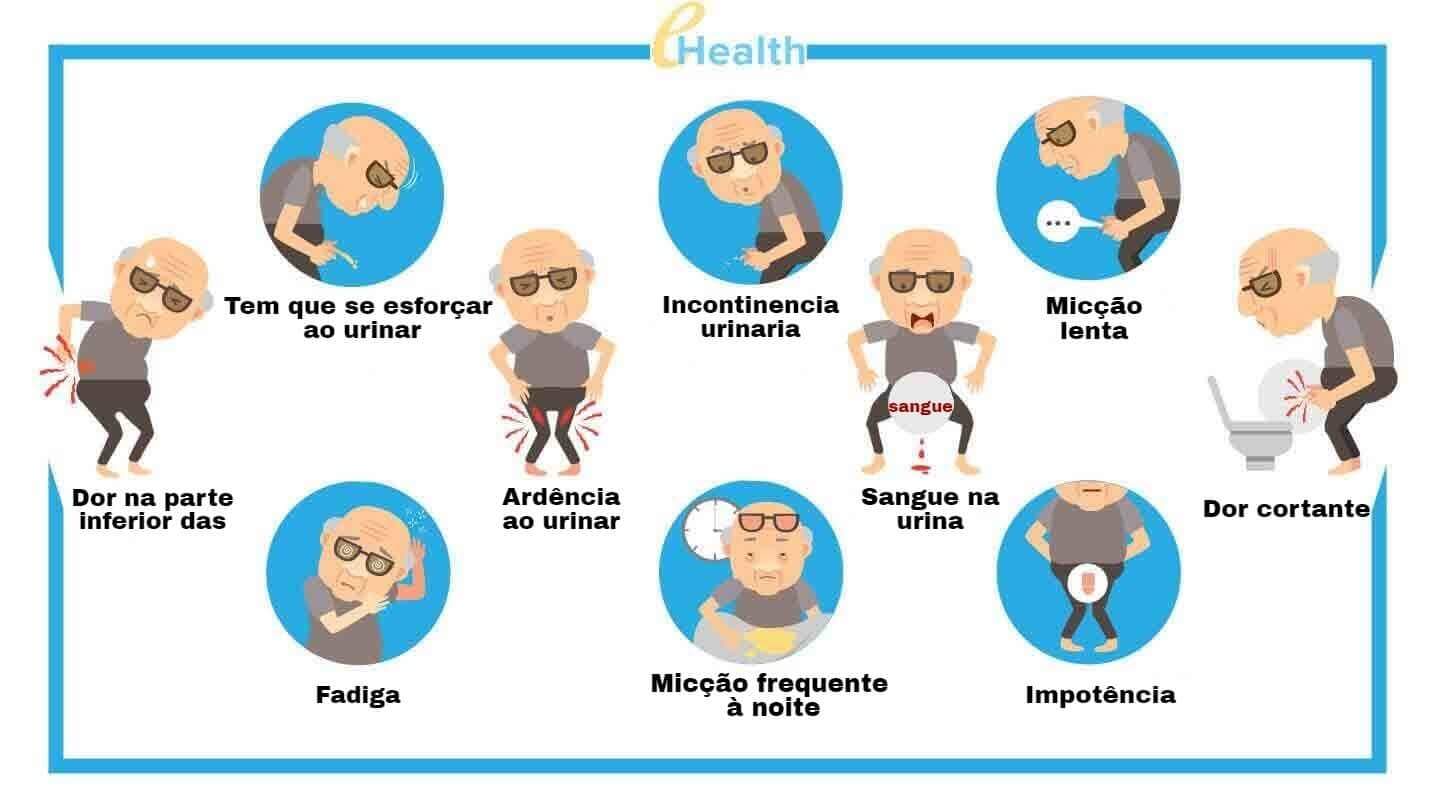 eHealth
Tem que se esforçar
ao urinar
Incontinencia
urinaria
Micção
lenta
sangue
Dor na parte
inferior das
Ardência
ao urinar
Sangue na
urina
Dor cortante
Fadiga
Micção frequente
à noite
Impotência